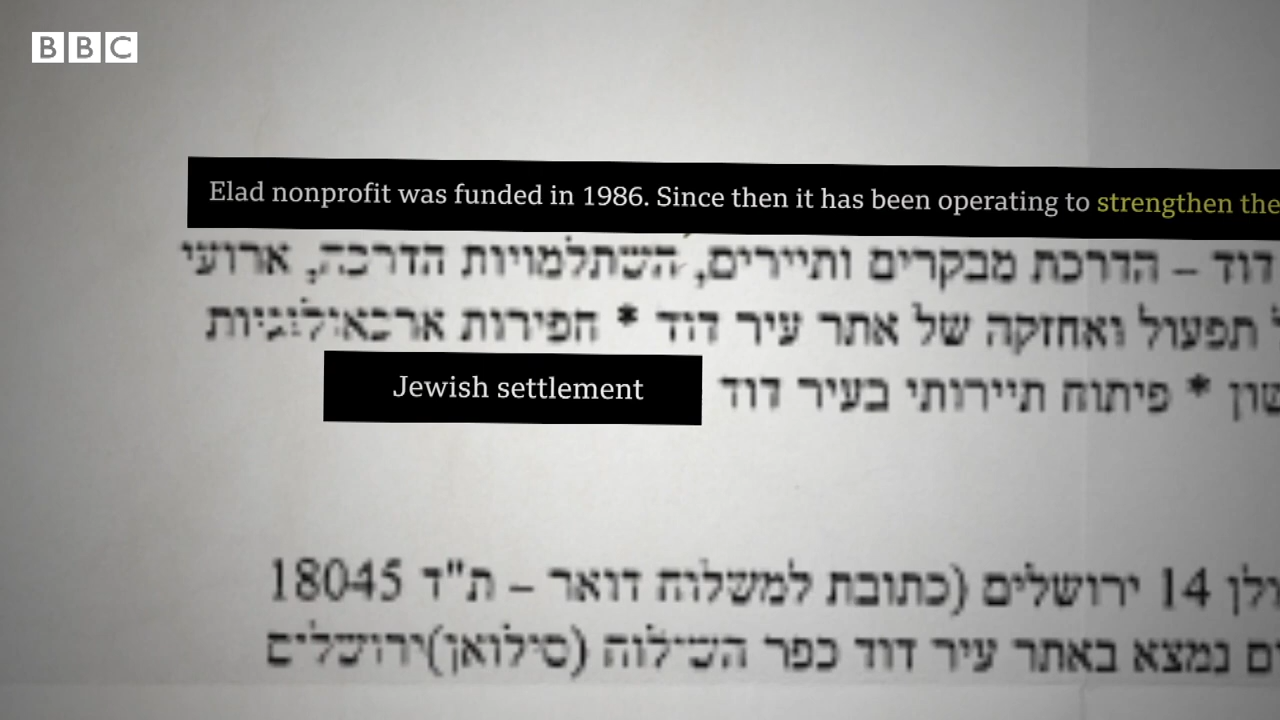 BBC
Elad nonprofit was funded in 1986. Since then it has been operating to strengthen the
דוד – הדרכת מבקרים ותיירים, השתלמויות הדרכה, ארועי
תפעול ואחזקה של אתר עיר דוד * חפירות ארכאולוגיות
* פיתוח תיירותי בעיר דוד
Jewish settlement
14 ירושלים (כתובת למשלוח דואר – ת"ד 18045
נמצא באתר עיר דוד כפר השילוח (סילואן)ירושלים